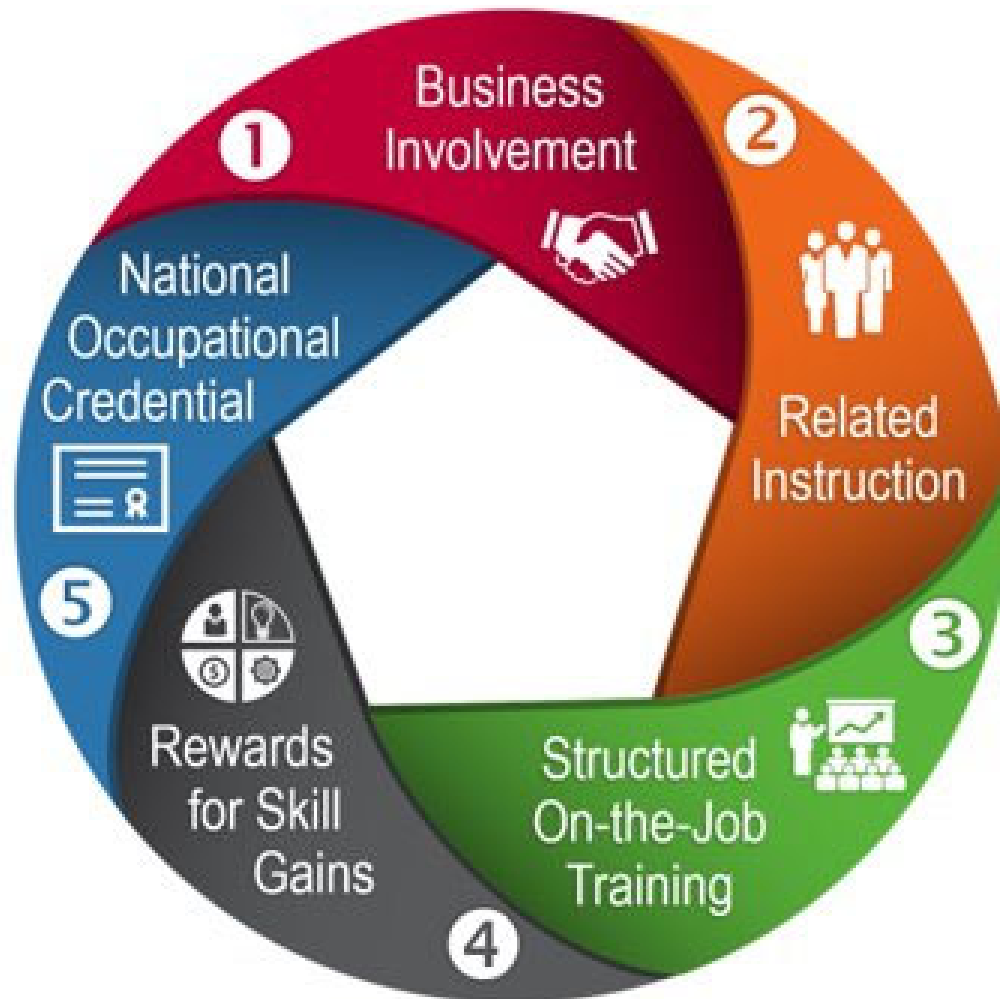 1
Business
Involvement
2
Related
Instruction
3
Structured
On-the-Job
Training
4
Rewards
for Skill
Gains
5
National
Occupational
Credential
$